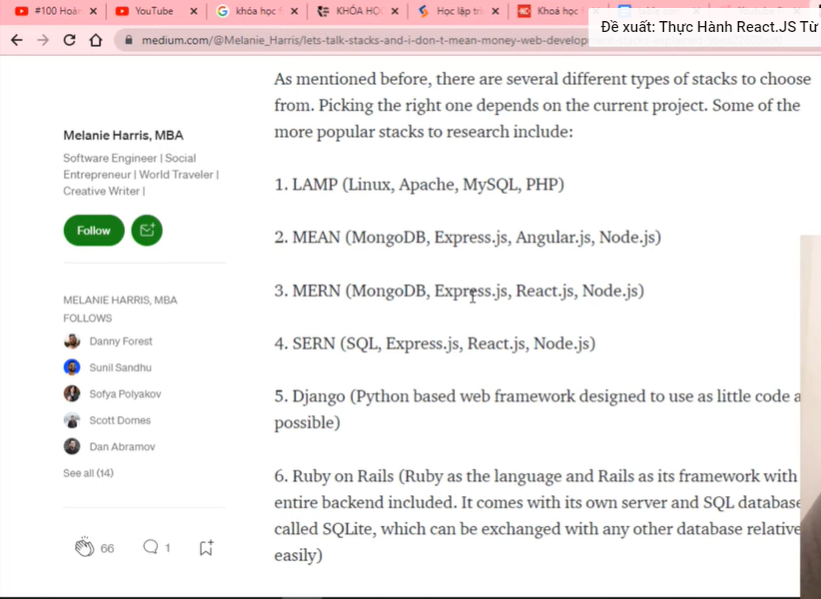 #100 Hoàn
YouTube
khóa học f
KHÓA HỌC
Học lập trì
Khoá học
Đề xuất: Thực Hành React.JS Từ
medium.com/@Melanie_Harris/lets-talk-stacks-and-i-don-t-mean-money-web-develop
As mentioned before, there are several different types of stacks to choose
from. Picking the right one depends on the current project. Some of the
more popular stacks to research include:
Melanie Harris, MBA
Software Engineer | Social
Entrepreneur | World Traveler |
Creative Writer |
Follow
MELANIE HARRIS, MBA
FOLLOWS
Danny Forest
Sunil Sandhu
Sofya Polyakov
Scott Domes
Dan Abramov
See all (14)
66
1
1. LAMP (Linux, Apache, MySQL, PHP)
2. MEAN (MongoDB, Express.js, Angular.js, Node.js)
3. MERN (MongoDB, Express.js, React.js, Node.js)
4. SERN (SQL, Express.js, React.js, Node.js)
5. Django (Python based web framework designed to use as little code a
possible)
6. Ruby on Rails (Ruby as the language and Rails as its framework with
entire backend included. It comes with its own server and SQL database
called SQLite, which can be exchanged with any other database relative
easily)